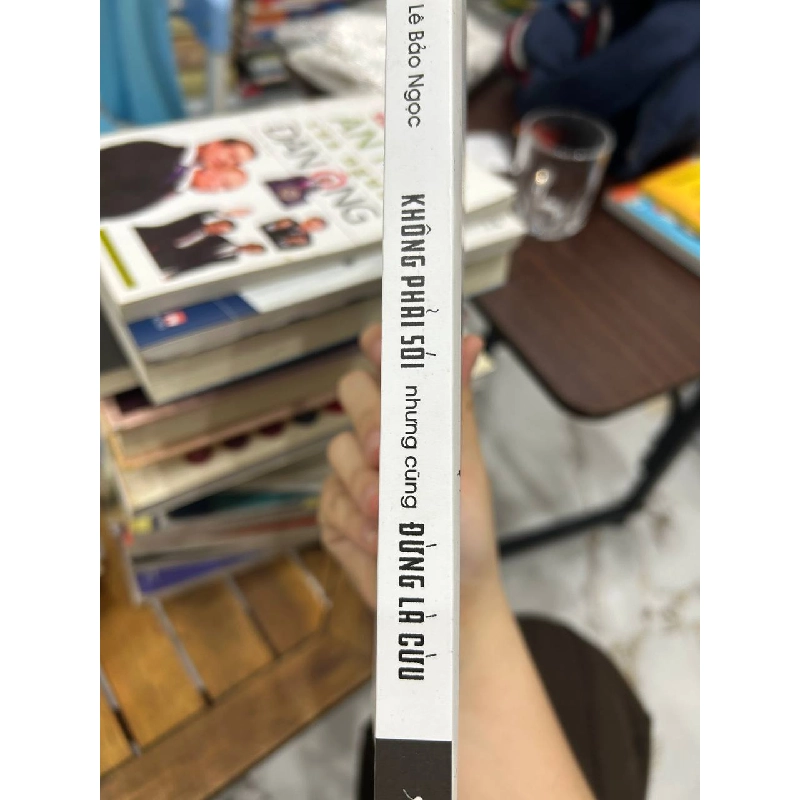 Lê Bảo Ngọc
KHÔNG PHẢI SÓI nhưng cũng ĐỪNG LÀ CỪU